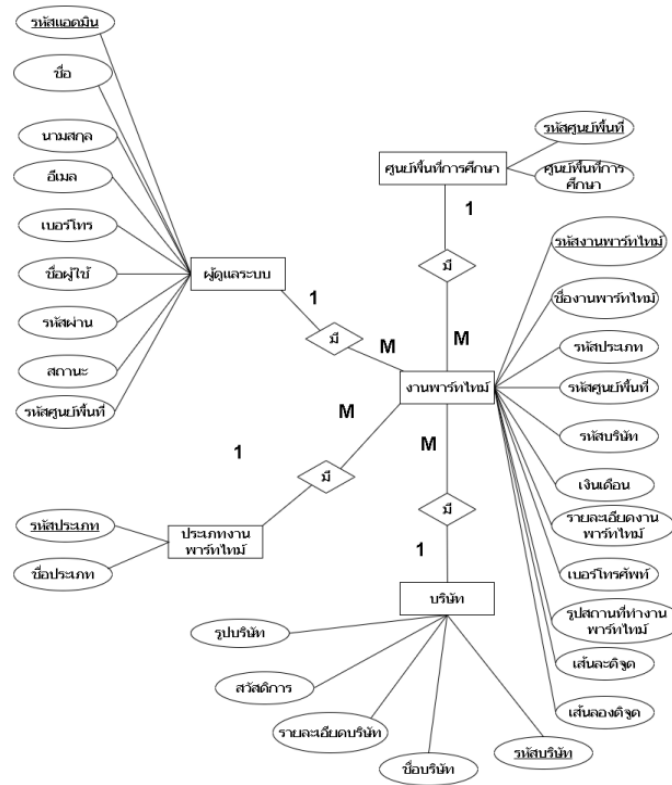 รหัสแอดมิน
ชื่อ
นามสกุล
อีเมล
เบอร์โทร
ชื่อผู้ใช้
รหัสผ่าน
สถานะ
รหัสศูนย์พื้นที่
ผู้ดูแลระบบ
1
มี
M
รหัสศูนย์พื้นที่
ศูนย์พื้นที่การ
ศึกษา
ศูนย์พื้นที่การศึกษา
1
มี
M
งานพาร์ทไทม์
รหัสงานพาร์ทไทม์
ชื่องานพาร์ทไทม์
รหัสประเภท
รหัสศูนย์พื้นที่
รหัสบริษัท
เงินเดือน
รายละเอียดงาน
พาร์ทไทม์
เบอร์โทรศัพท์
รูปสถานที่ทำงาน
พาร์ทไทม์
เส้นละติจูด
เส้นลองติจูด
M
1
มี
รหัสประเภท
ชื่อประเภท
ประเภทงาน
พาร์ทไทม์
M
มี
1
บริษัท
รูปบริษัท
สวัสดิการ
รายละเอียดบริษัท
ชื่อบริษัท
รหัสบริษัท